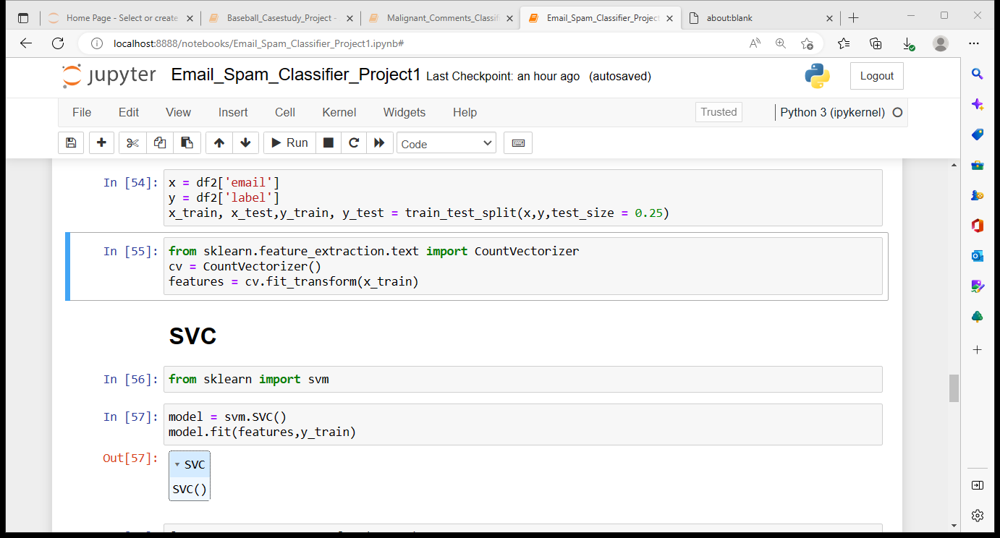 Home Page - Select or create
Baseball_Casestudy_Project -
Malignant_Comments_Classifi
Email_Spam_Classifier_Project
about:blank
localhost:8888/notebooks/Email_Spam_Classifier_Project1.ipynb#
jupyter Email_Spam_Classifier_Project1 Last Checkpoint: an hour ago (autosaved)
Logout
File Edit View Insert Cell Kernel Widgets Help
Trusted
Python 3 (ipykernel)
Run
Code
In [54]: x = df2['email']
y = df2['label']
x_train, x_test,y_train, y_test = train_test_split(x,y,test_size = 0.25)
In [55]: from sklearn.feature_extraction.text import CountVectorizer
cv = CountVectorizer()
features = cv.fit_transform(x_train)
SVC
In [56]: from sklearn import svm
In [57]: model = svm.SVC()
model.fit(features,y_train)
Out[57]: SVC
SVC()